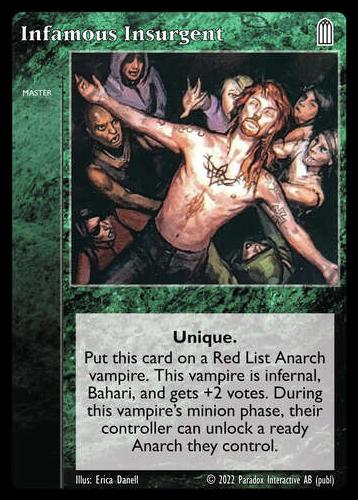 Infamous Insurgent
MASTER
Unique.
Put this card on a Red List Anarch
vampire. This vampire is infernal,
Bahari, and gets +2 votes. During
this vampire's minion phase, their
controller can unlock a ready
Anarch they control.
Illus: Erica Danell
© 2022 Paradox Interactive AB (publ)